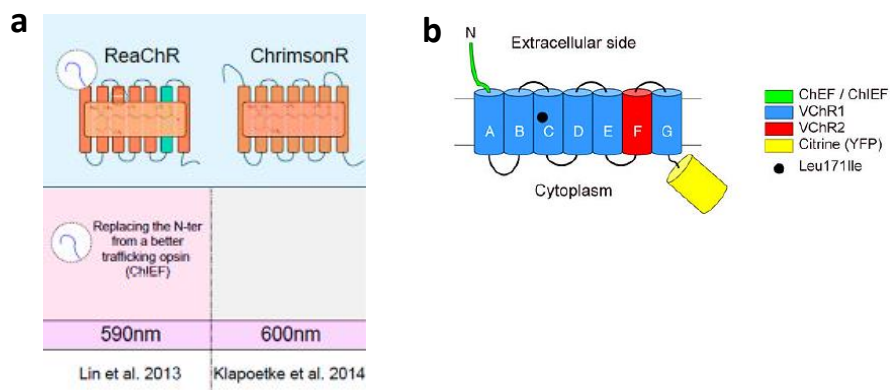 a
ReaChR
ChrimsonR
Replacing the N-ter
from a better
trafficking opsin
(ChIEF)
590nm
600nm
Lin et al. 2013
Klapoetke et al. 2014
b
N
Extracellular side
A B C D E F G
Cytoplasm
ChEF / ChIEF
VChR1
VChR2
Citrine (YFP)
Leu171Ile